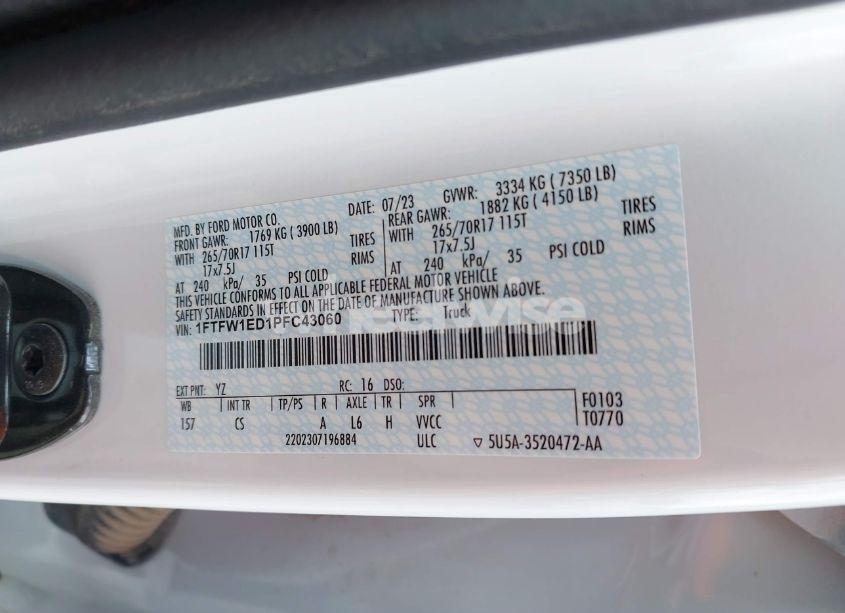 MFD. BY FORD MOTOR CO.
DATE: 07/23 GVWR: 3334 KG ( 7350 LB)
FRONT GAWR: 1769 KG ( 3900 LB) REAR GAWR: 1882 KG ( 4150 LB)
WITH 265/70R17 115T TIRES WITH 265/70R17 115T TIRES
17x7.5J RIMS 17x7.5J RIMS
AT 240 kPa/ 35 PSI COLD AT 240 kPa/ 35 PSI COLD
THIS VEHICLE CONFORMS TO ALL APPLICABLE FEDERAL MOTOR VEHICLE
SAFETY STANDARDS IN EFFECT ON THE DATE OF MANUFACTURE SHOWN ABOVE.
VIN: 1FTFW1ED1PFC43060 TYPE: Truck
wheelwise
EXT PNT: YZ RC: 16 DSO:
WB INT TR TP/PS R AXLE TR SPR F0103
157 CS A L6 H VVCC T0770
2202307196884 ULC ▽ 5U5A-3520472-AA